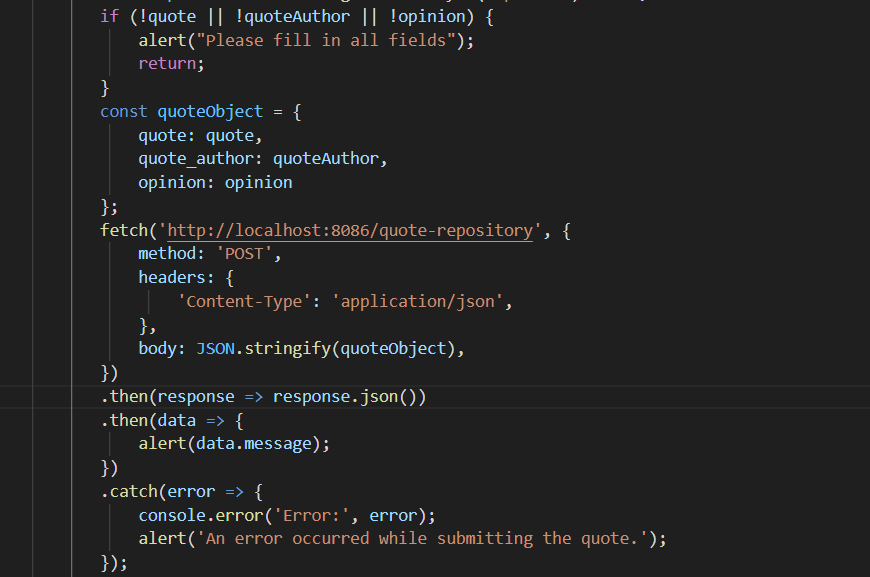 if (!quote || !quoteAuthor || !opinion) {
alert("Please fill in all fields");
return;
}
const quoteObject = {
quote: quote,
quote_author: quoteAuthor,
opinion: opinion
};
fetch('http://localhost:8086/quote-repository', {
method: 'POST',
headers: {
'Content-Type': 'application/json',
},
body: JSON.stringify(quoteObject),
})
.then(response => response.json())
.then(data => {
alert(data.message);
})
.catch(error => {
console.error('Error:', error);
alert('An error occurred while submitting the quote.');
});